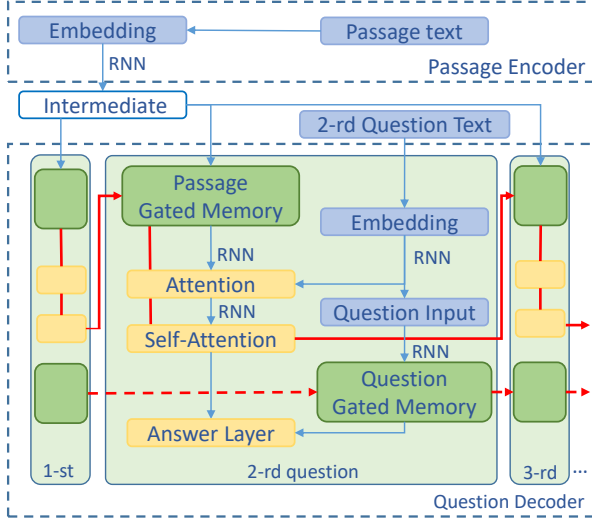 Embedding
Passage text
RNN
Passage Encoder
Intermediate
2-rd Question Text
Passage
Gated Memory
Embedding
RNN
RNN
Attention
RNN
Question Input
Self-Attention
RNN
Question
Gated Memory
Answer Layer
1-st
2-rd question
3-rd
...
Question Decoder